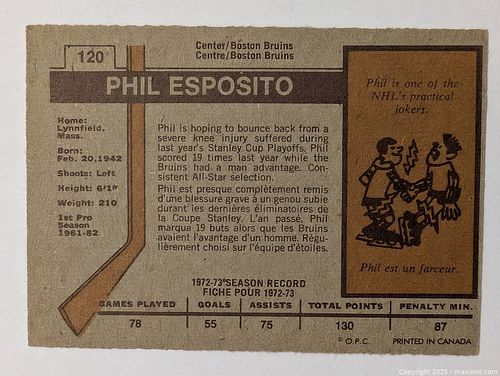 120
Center/Boston Bruins
Centre/Boston Bruins
PHIL ESPOSITO
Home:
Lynnfield,
Mass.
Born:
Feb. 20,1942
Shoots: Left
Height: 6'1"
Weight: 210
1st Pro
Season
1961-62
Phil is hoping to bounce back from a
severe knee injury suffered during
last year's Stanley Cup Playoffs. Phil
scored 19 times last year while the
Bruins had a man advantage. Con-
sistent All-Star selection.
Phil est presque complètement remis
d'une blessure grave à un genou subie
durant les dernières éliminatoires de
la Coupe Stanley. L'an passé, Phil
marqua 19 buts alors que les Bruins
avaient l'avantage d'un homme. Régu-
lièrement choisi sur l'équipe d'étoiles.
Phil is one of the
NHL's practical
jokers.
Phil est un farceur.
1972-73 SEASON RECORD
FICHE POUR 1972-73
GAMES PLAYED GOALS ASSISTS TOTAL POINTS PENALTY MIN.
78 55 75 130 87
© O.P.C. PRINTED IN CANADA
Copyright 2025 - maxsold.com